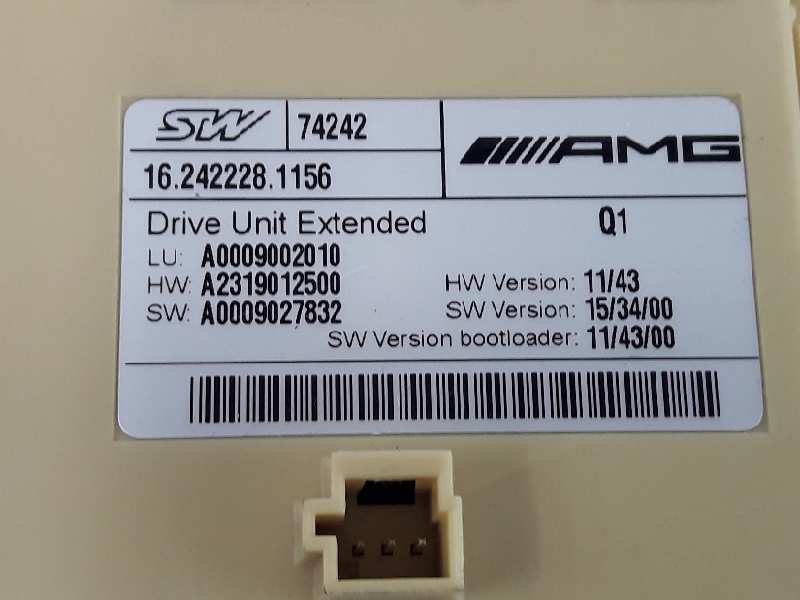 SW 74242
AMG
16.242228.1156
Drive Unit Extended Q1
LU: A0009002010
HW: A2319012500 HW Version: 11/43
SW: A0009027832 SW Version: 15/34/00
SW Version bootloader: 11/43/00